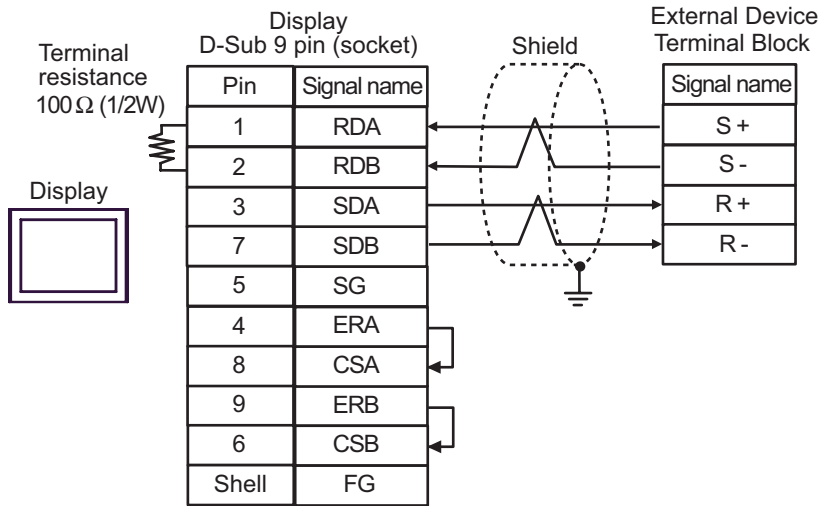 Display
D-Sub 9 pin (socket)
Shield
External Device
Terminal Block
Terminal
resistance
100Ω (1/2W)
Display
Pin Signal name
1 RDA
2 RDB
3 SDA
7 SDB
5 SG
4 ERA
8 CSA
9 ERB
6 CSB
Shell FG
Signal name
S +
S -
R +
R -